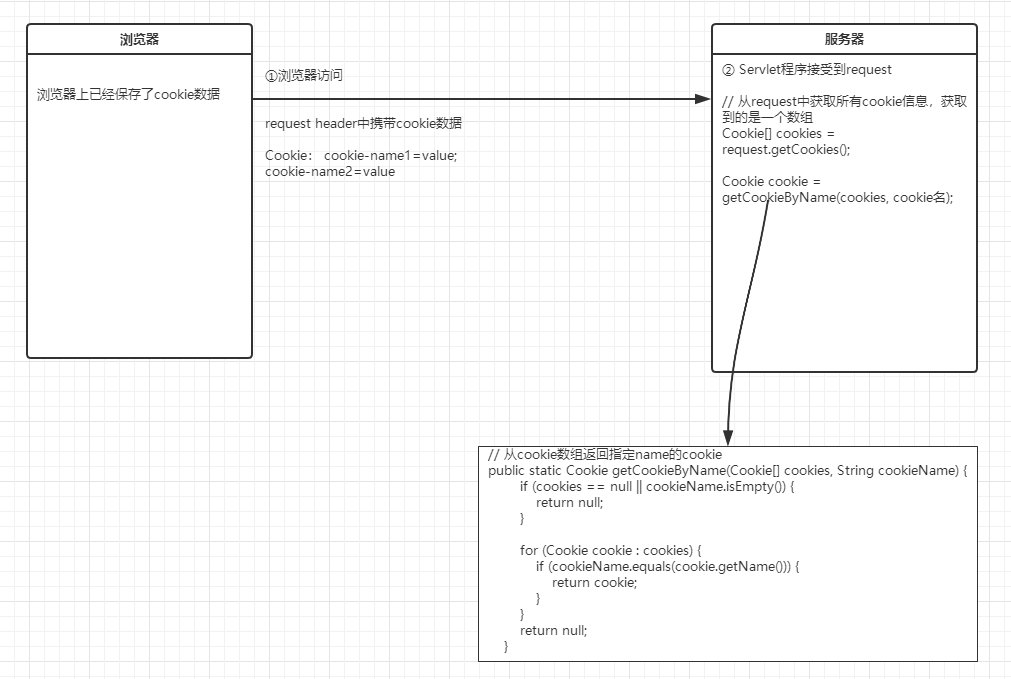 浏览器
浏览器上已经保存了cookie数据
①浏览器访问
request header中携带cookie数据
Cookie： cookie-name1=value;
cookie-name2=value
服务器
② Servlet程序接受到request
// 从request中获取所有cookie信息，获取
到的是一个数组
Cookie[] cookies =
request.getCookies();
Cookie cookie =
getCookieByName(cookies, cookie名);
// 从cookie数组返回指定name的cookie
public static Cookie getCookieByName(Cookie[] cookies, String cookieName) {
if (cookies == null || cookieName.isEmpty()) {
return null;
}
for (Cookie cookie : cookies) {
if (cookieName.equals(cookie.getName())) {
return cookie;
}
}
return null;
}